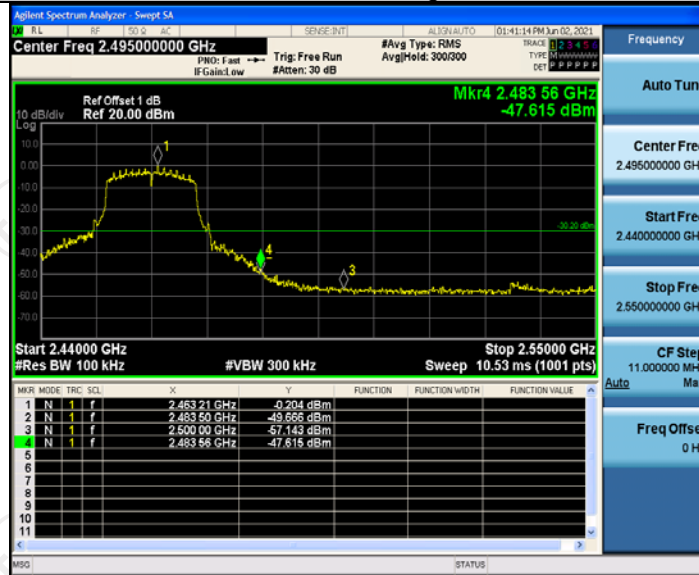 Agilent Spectrum Analyzer - Swept SA
RL RF 50 Ω AC SENSE:INT ALIGN AUTO 01:41:14 PM Jun 02, 2021
Center Freq 2.495000000 GHz #Avg Type: RMS TRACE 1 2 3 4 5 6
PNO: Fast Trig: Free Run Avg|Hold: 300/300 TYPE M
IFGain:Low #Atten: 30 dB DET P P P P P P
Frequency
Mkr4 2.483 56 GHz
Ref Offset 1 dB
10 dB/div Ref 20.00 dBm -47.615 dBm
Log
10.0
0.00
-10.0
-20.0
-30.0
-40.0
-50.0
-60.0
-70.0
1
4
3
-30.20 dBm
Start 2.44000 GHz Stop 2.55000 GHz
#Res BW 100 kHz #VBW 300 kHz Sweep 10.53 ms (1001 pts)
MKR MODE TRC SCL X Y FUNCTION FUNCTION WIDTH FUNCTION VALUE
1 N 1 f 2.463 21 GHz -0.204 dBm
2 N 1 f 2.483 50 GHz -49.666 dBm
3 N 1 f 2.500 00 GHz -57.143 dBm
4 N 1 f 2.483 56 GHz -47.615 dBm
5
6
7
8
9
10
11
MSG STATUS
Auto Tun
Center Fre
2.495000000 GH
Start Fre
2.440000000 GH
Stop Fre
2.550000000 GH
CF Step
11.000000 MH
Auto Ma
Freq Offse
0 H